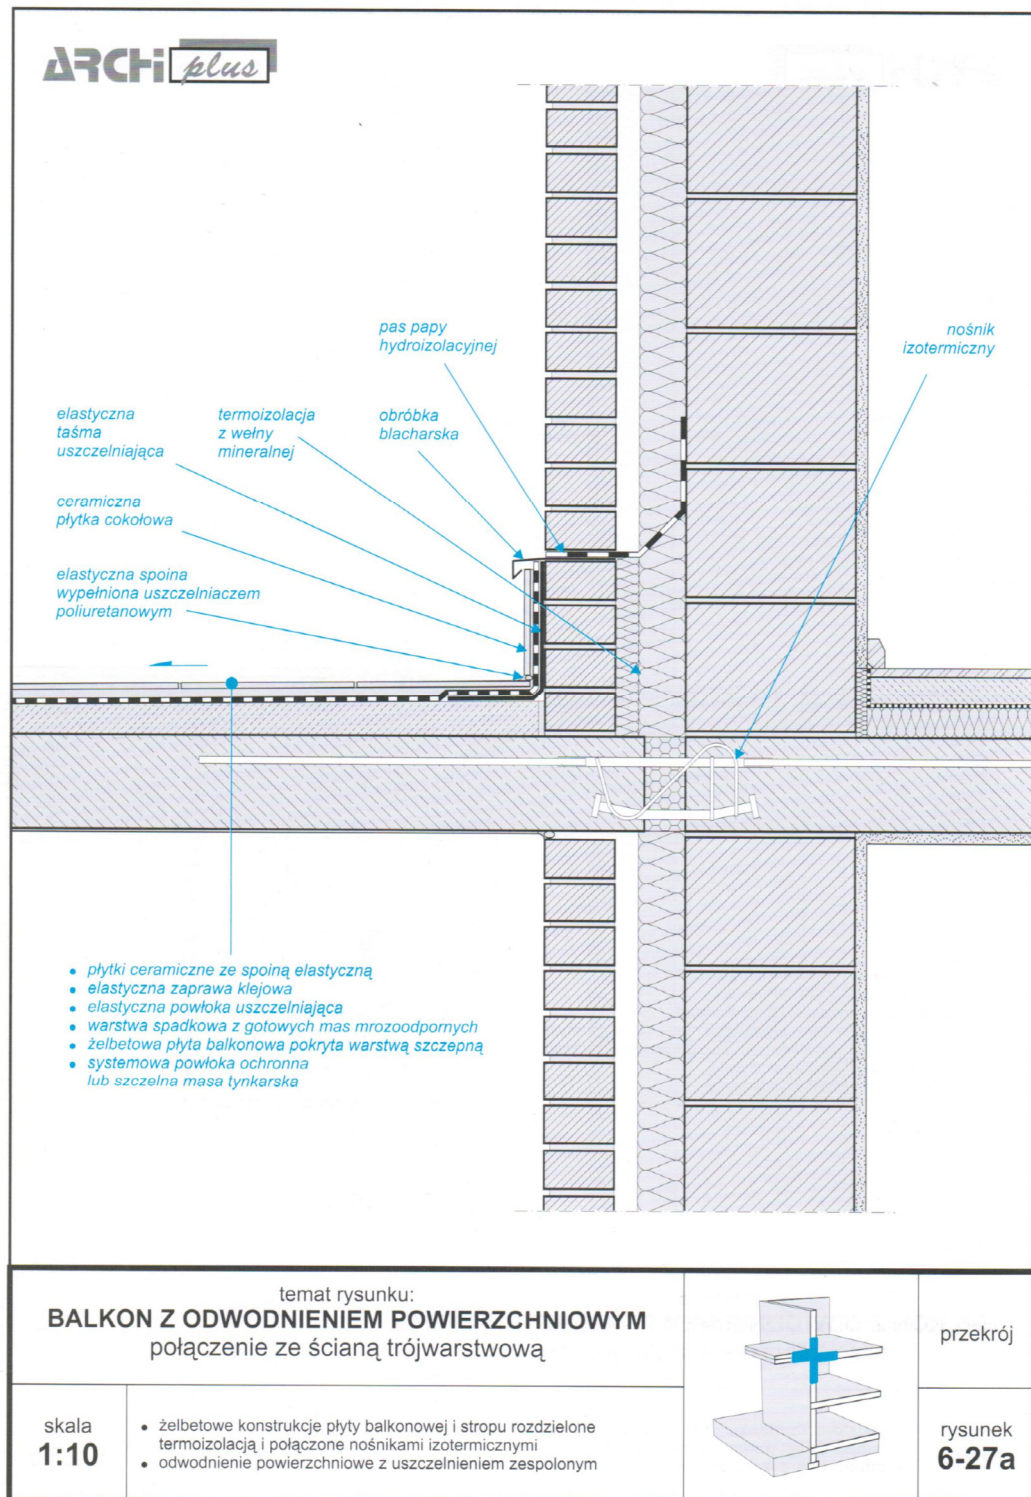 ARCHi plus
pas papy
hydroizolacyjnej
nośnik
izotermiczny
elastyczna
taśma
uszczelniająca
termoizolacja
z wełny
mineralnej
obróbka
blacharska
ceramiczna
płytka cokołowa
elastyczna spoina
wypełniona uszczelniaczem
poliuretanowym
• płytki ceramiczne ze spoiną elastyczną
• elastyczna zaprawa klejowa
• elastyczna powłoka uszczelniająca
• warstwa spadkowa z gotowych mas mrozoodpornych
• żelbetowa płyta balkonowa pokryta warstwą szczepną
• systemowa powłoka ochronna
lub szczelna masa tynkarska
temat rysunku:
BALKON Z ODWODNIENIEM POWIERZCHNIOWYM
połączenie ze ścianą trójwarstwową
przekrój
skala
1:10
• żelbetowe konstrukcje płyty balkonowej i stropu rozdzielone
termoizolacją i połączone nośnikami izotermicznymi
• odwodnienie powierzchniowe z uszczelnieniem zespolonym
rysunek
6-27a